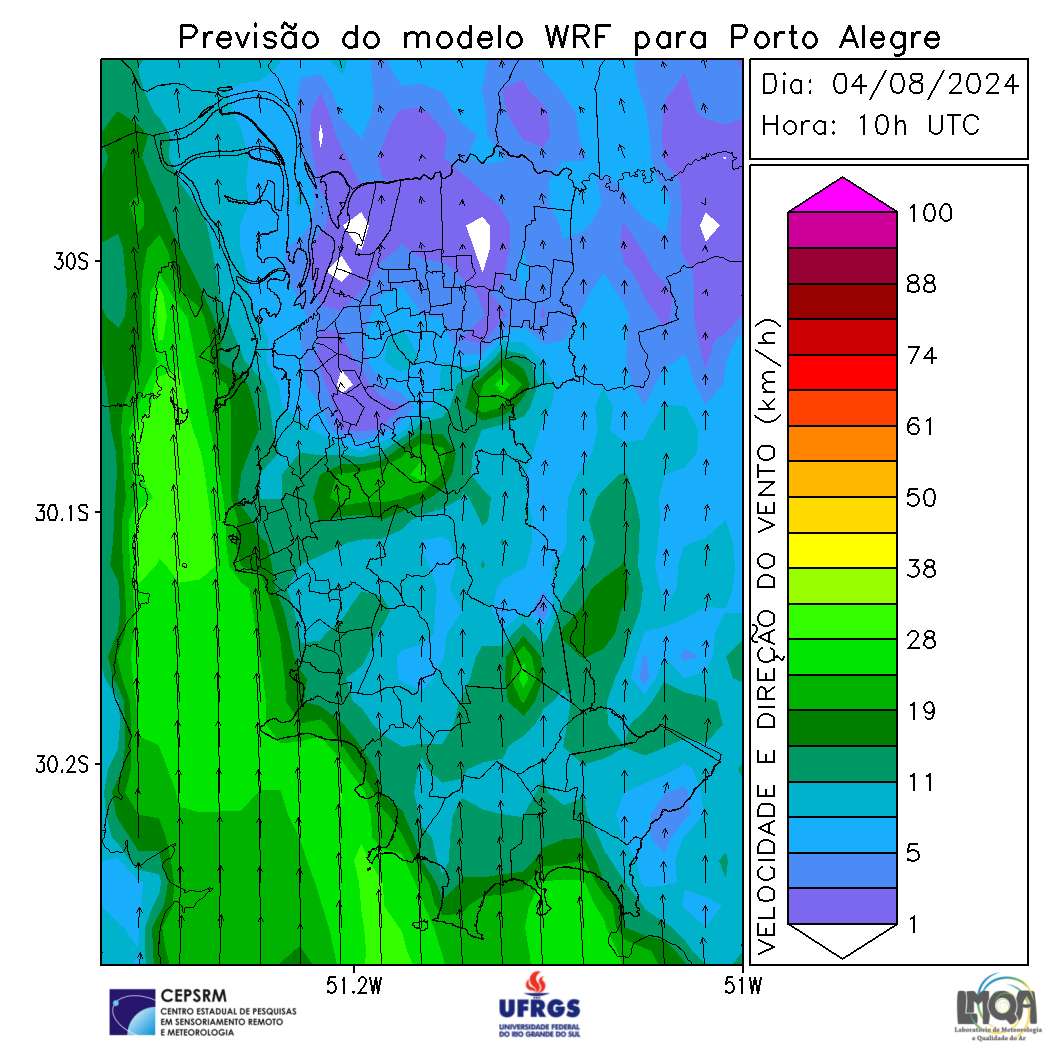 Previsão do modelo WRF para Porto Alegre
Dia: 04/08/2024
Hora: 10h UTC
30S
30.1S
30.2S
51.2W
51W
VELOCIDADE E DIREÇÃO DO VENTO (km/h)
100
88
74
61
50
38
28
19
11
5
1
CEPSRM
CENTRO ESTADUAL DE PESQUISAS
EM SENSORIAMENTO REMOTO
E METEOROLOGIA
UFRGS
UNIVERSIDADE FEDERAL
DO RIO GRANDE DO SUL
LMQA
Laboratório de Meteorologia
e Qualidade do Ar